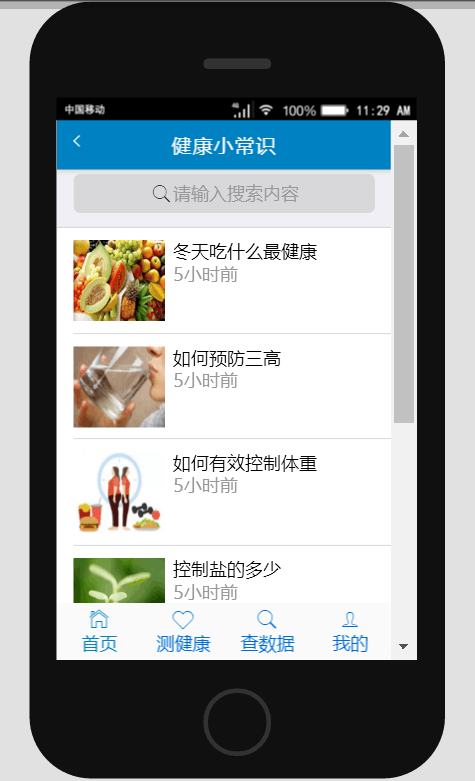 中国移动 4G 100% 11:29 AM
健康小常识
请输入搜索内容
冬天吃什么最健康
5小时前
如何预防三高
5小时前
如何有效控制体重
5小时前
控制盐的多少
5小时前
首页 测健康 查数据 我的